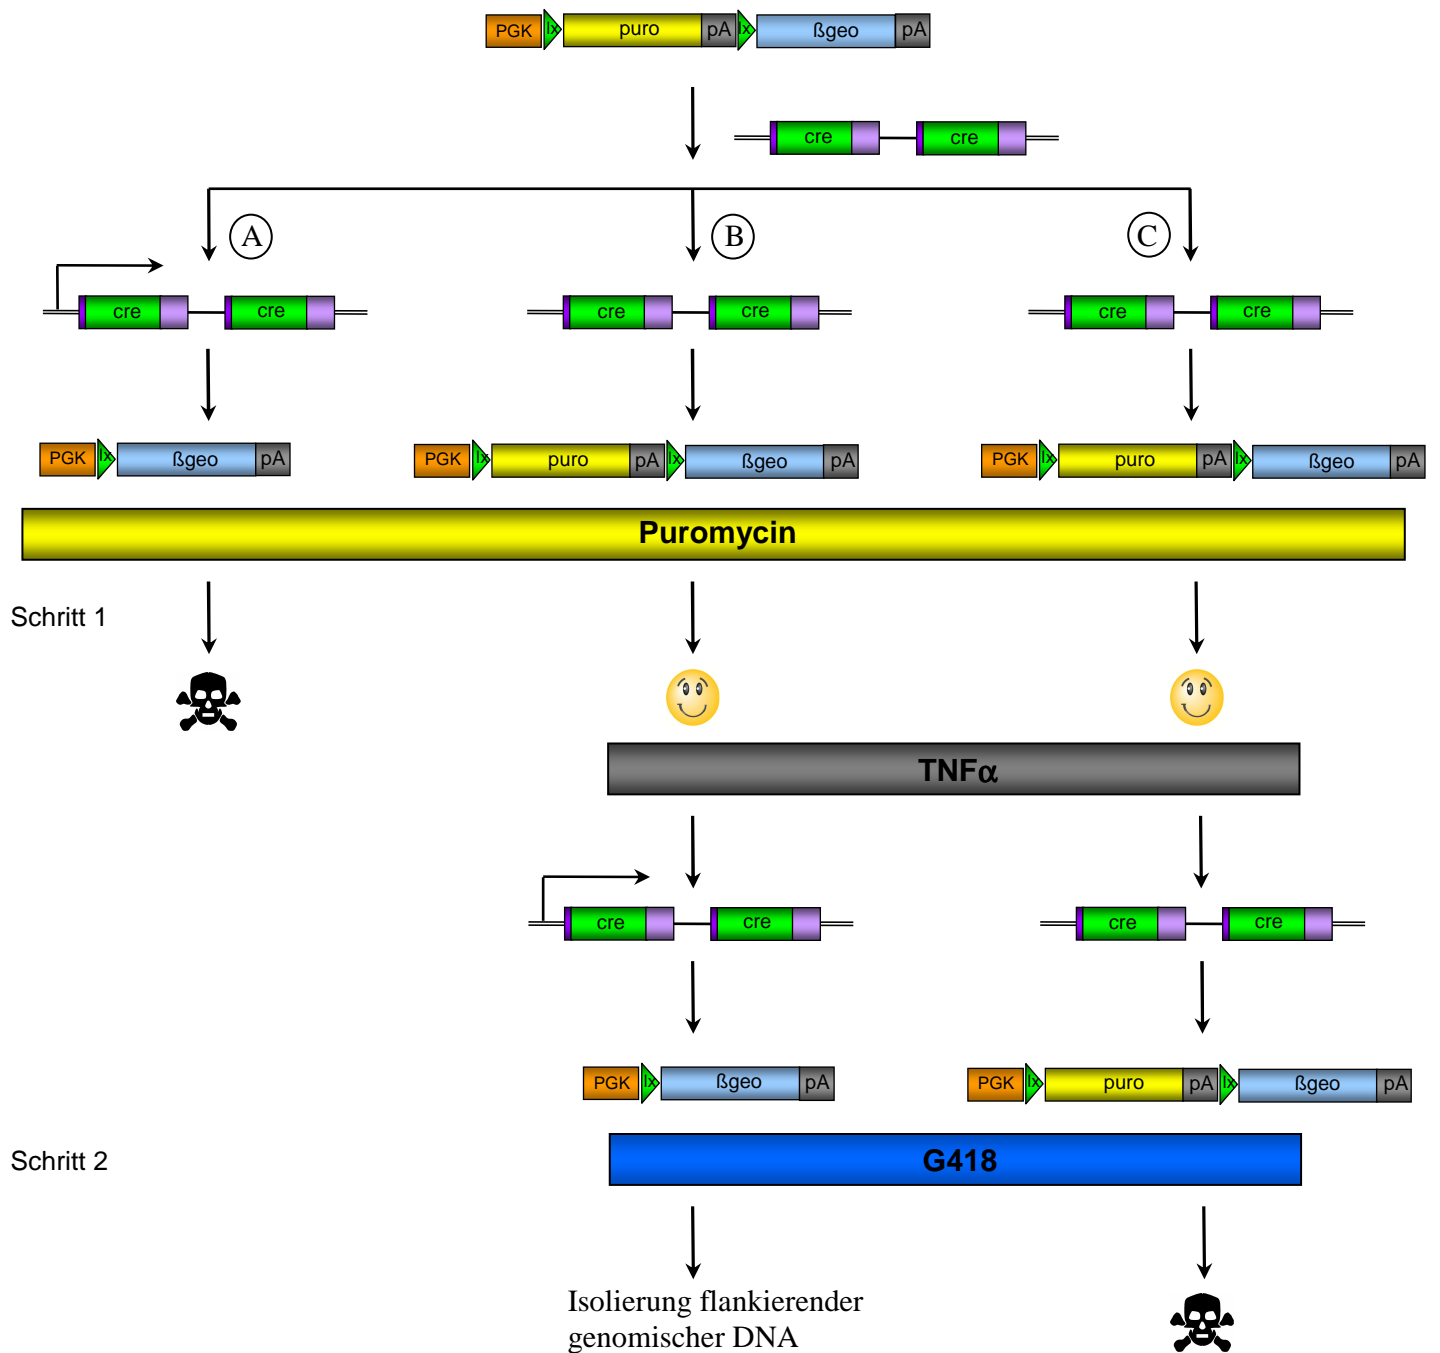 PGK lx puro pA lx ßgeo pA
cre cre
A B C
cre cre cre cre cre cre
PGK lx ßgeo pA PGK lx puro pA lx ßgeo pA PGK lx puro pA lx ßgeo pA
Puromycin
Schritt 1
TNFα
cre cre cre cre
PGK lx ßgeo pA PGK lx puro pA lx ßgeo pA
Schritt 2 G418
Isolierung flankierender
genomischer DNA